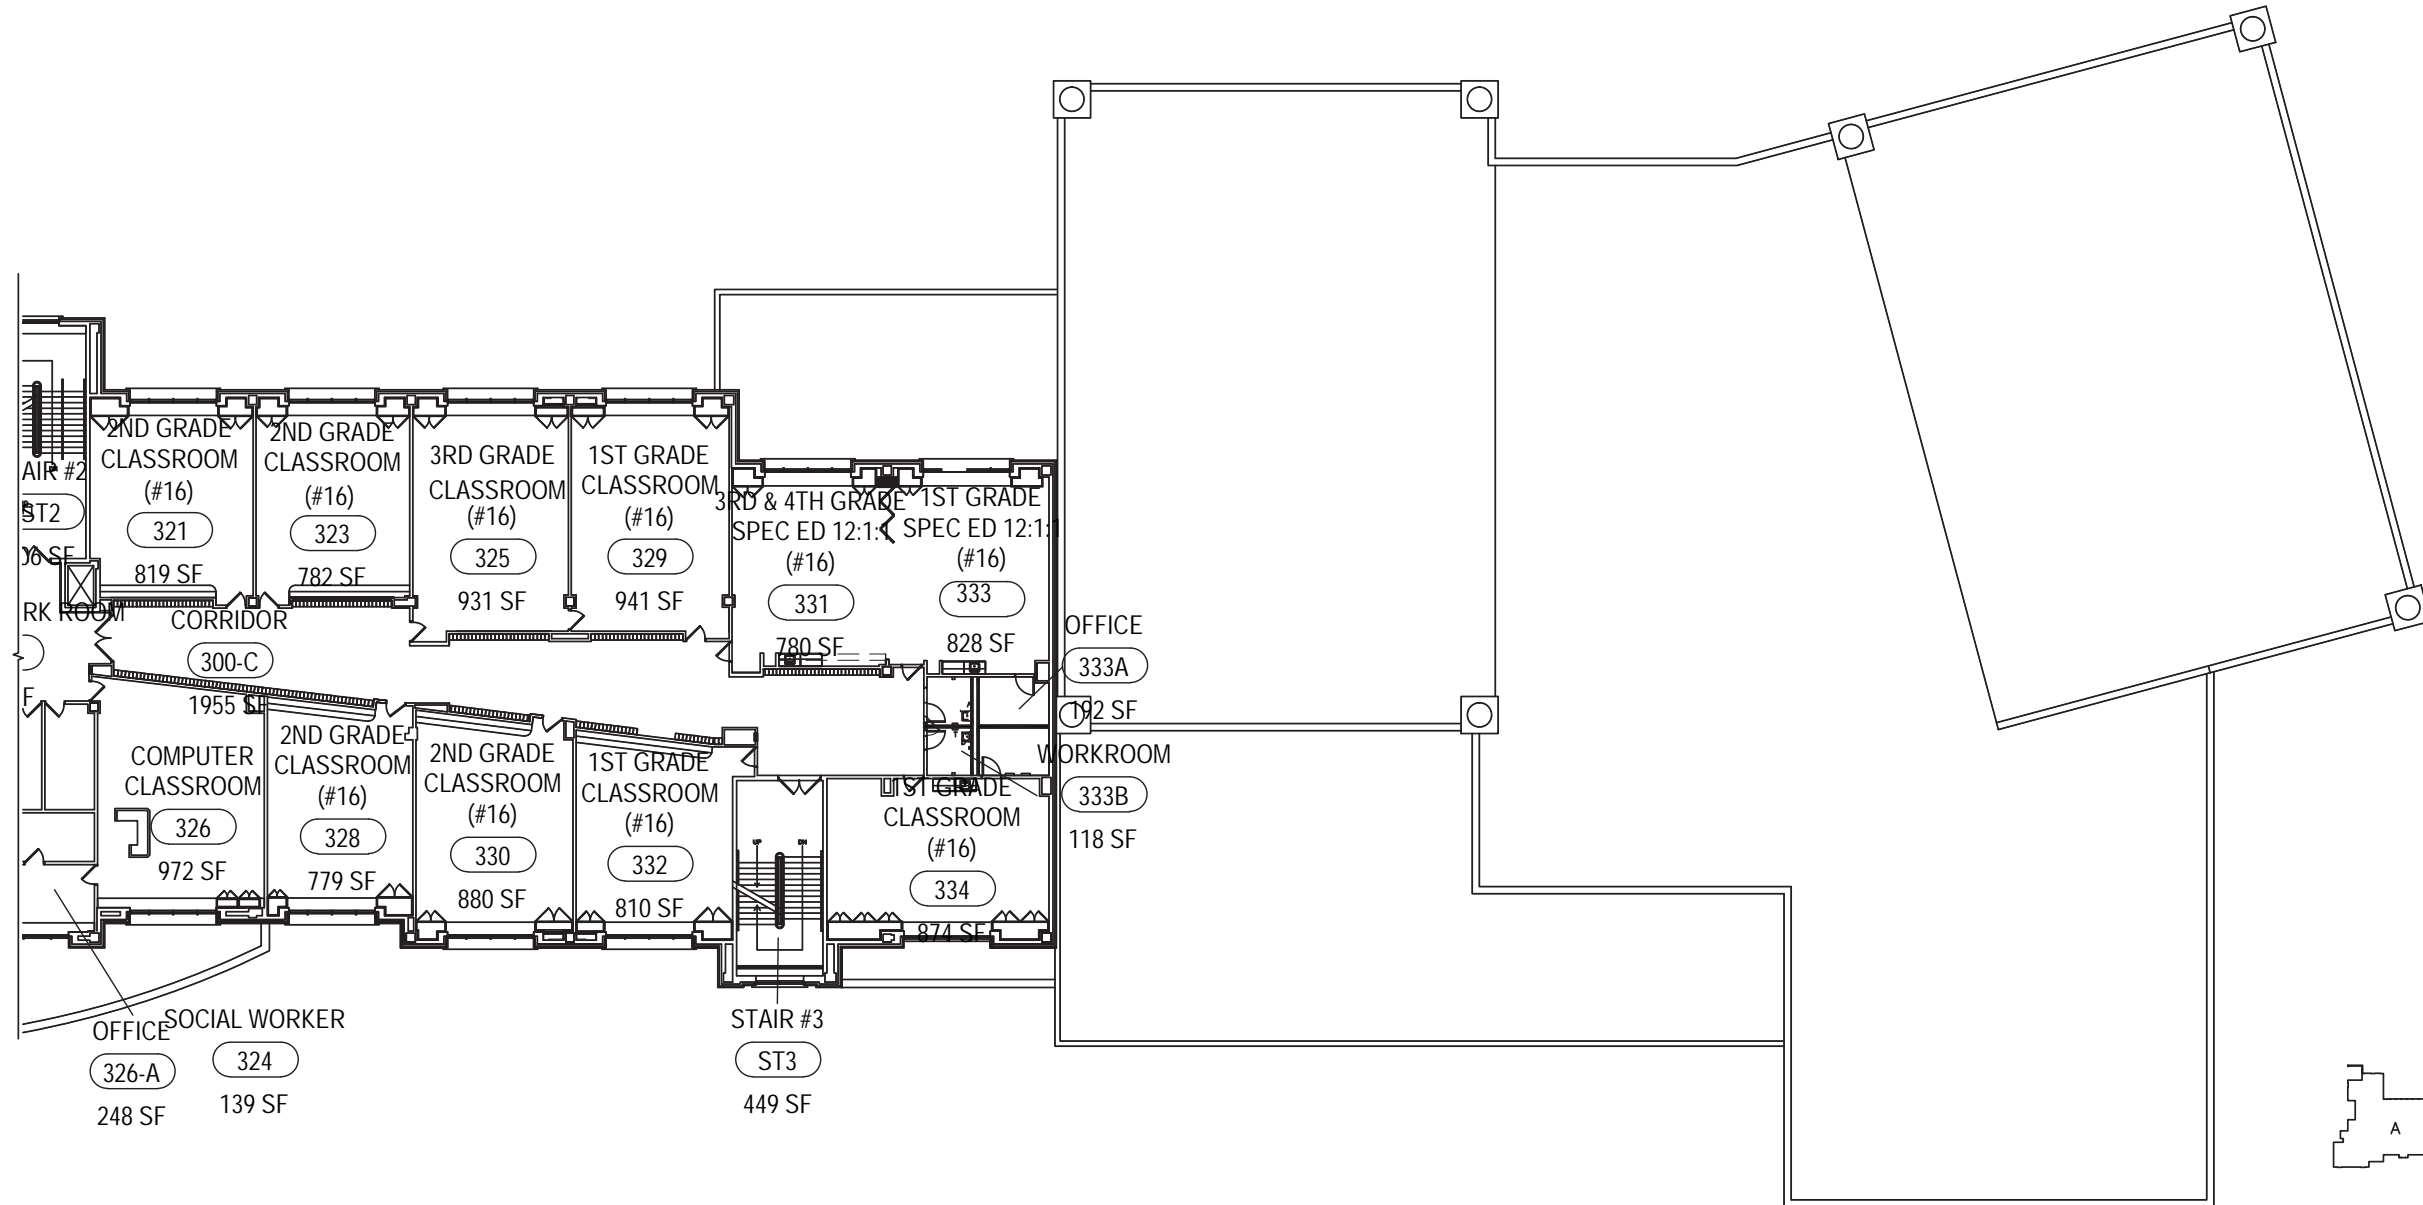 2ND GRADE
CLASSROOM
(#16)
321
819 SF
2ND GRADE
CLASSROOM
(#16)
323
782 SF
3RD GRADE
CLASSROOM
(#16)
325
931 SF
1ST GRADE
CLASSROOM
(#16)
329
941 SF
3RD & 4TH GRADE
SPEC ED 12:1:1
(#16)
331
780 SF
1ST GRADE
SPEC ED 12:1:1
(#16)
333
828 SF
AIR #2
ST2
06 SF
RK ROOM
F
CORRIDOR
300-C
1955 SF
OFFICE
333A
192 SF
WORKROOM
333B
118 SF
COMPUTER
CLASSROOM
326
972 SF
2ND GRADE
CLASSROOM
(#16)
328
779 SF
2ND GRADE
CLASSROOM
(#16)
330
880 SF
1ST GRADE
CLASSROOM
(#16)
332
810 SF
UP
DN
1ST GRADE
CLASSROOM
(#16)
334
874 SF
OFFICE
326-A
248 SF
SOCIAL WORKER
324
139 SF
STAIR #3
ST3
449 SF
A